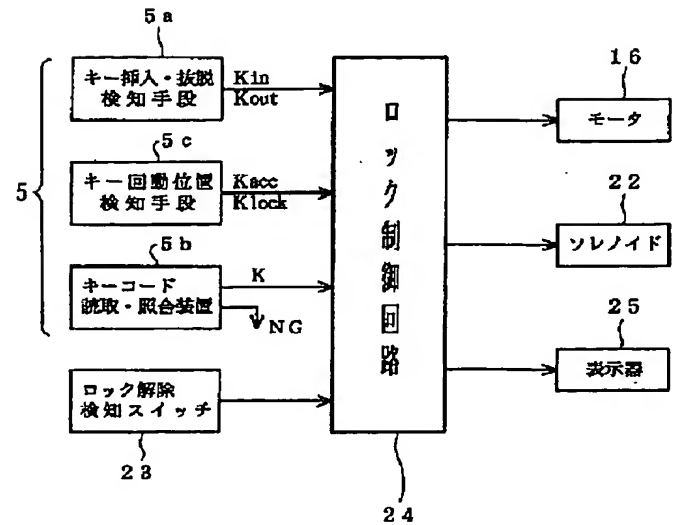 5a
キー挿入・抜脱
検知手段
Kin
Kout
5c
キー回動位置
検知手段
Kacc
Klock
5
5b
キーコード
読取・照合装置
K
NG
ロック解除
検知スイッチ
23
ロック制御回路
24
16
モータ
22
ソレノイド
25
表示器